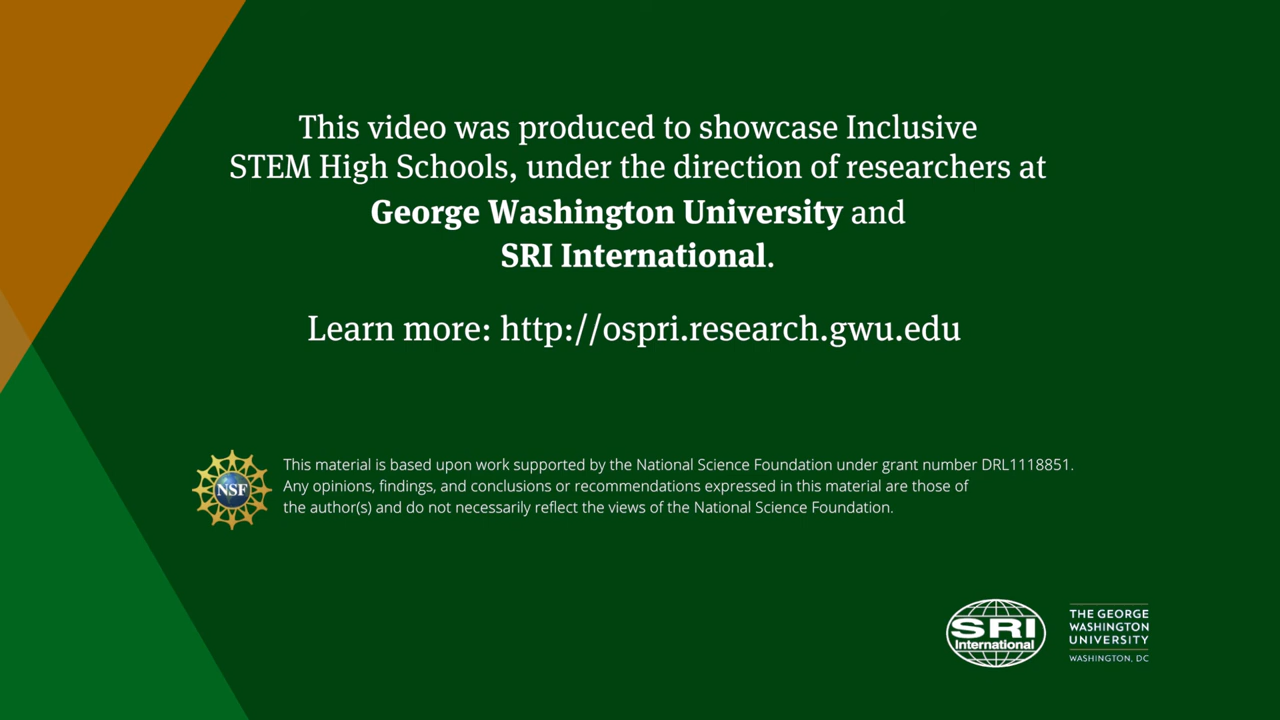 This video was produced to showcase Inclusive
STEM High Schools, under the direction of researchers at
George Washington University and
SRI International.
Learn more: http://ospri.research.gwu.edu
NSF
This material is based upon work supported by the National Science Foundation under grant number DRL1118851.
Any opinions, findings, and conclusions or recommendations expressed in this material are those of
the author(s) and do not necessarily reflect the views of the National Science Foundation.
SRI
International
THE GEORGE
WASHINGTON
UNIVERSITY
WASHINGTON, DC